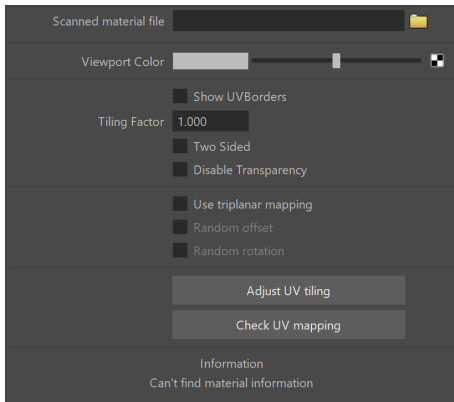 Scanned material file
Viewport Color
Show UVBorders
Tiling Factor 1.000
Two Sided
Disable Transparency
Use triplanar mapping
Random offset
Random rotation
Adjust UV tiling
Check UV mapping
Information
Can't find material information